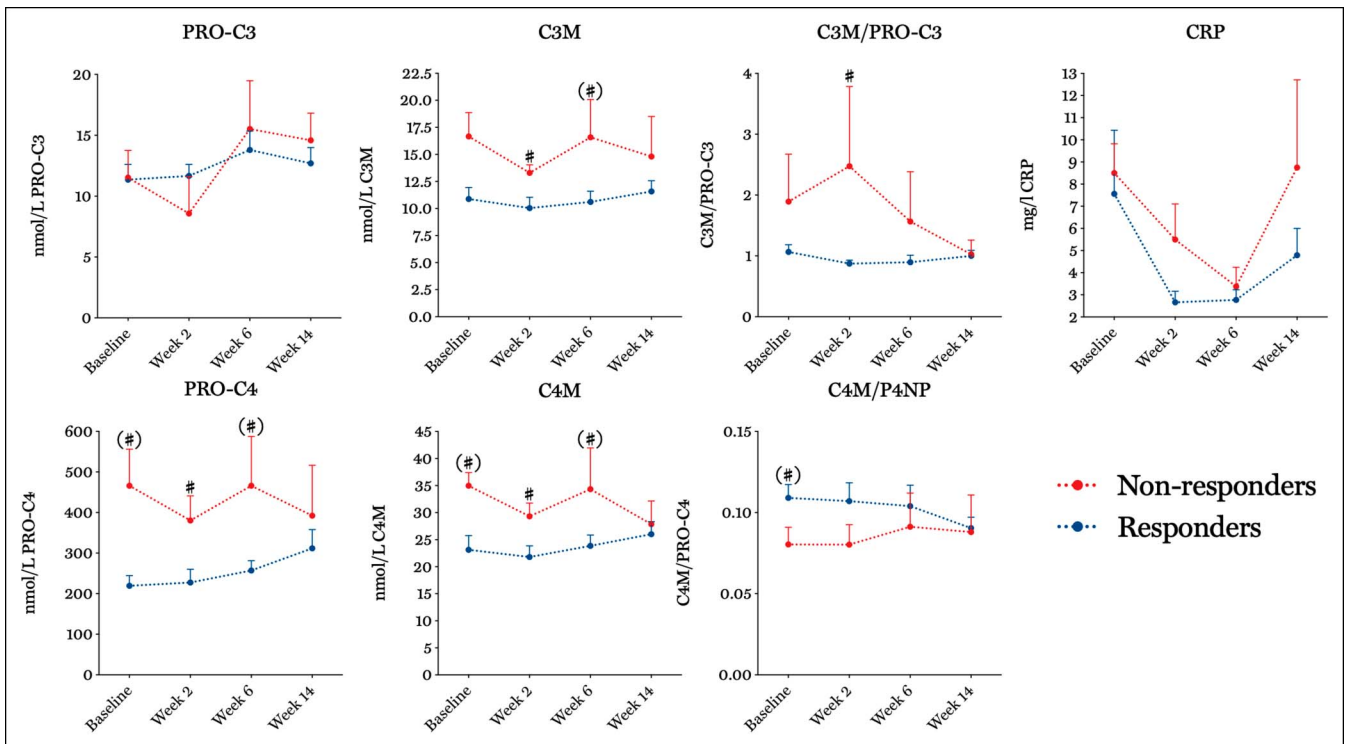 PRO-C3
nmol/L PRO-C3
20
15
10
5
0
Baseline
Week 2
Week 6
Week 14
C3M
nmol/L C3M
22.5
20.0
17.5
15.0
12.5
10.0
7.5
5.0
2.5
0.0
#
(#)
Baseline
Week 2
Week 6
Week 14
C3M/PRO-C3
C3M/PRO-C3
4
3
2
1
0
#
Baseline
Week 2
Week 6
Week 14
CRP
mg/l CRP
13
12
11
10
9
8
7
6
5
4
3
2
Baseline
Week 2
Week 6
Week 14
PRO-C4
nmol/L PRO-C4
600
500
400
300
200
100
0
(#)
#
(#)
Baseline
Week 2
Week 6
Week 14
C4M
nmol/L C4M
45
40
35
30
25
20
15
10
5
0
(#)
#
(#)
Baseline
Week 2
Week 6
Week 14
C4M/P4NP
C4M/PRO-C4
0.15
0.10
0.05
0.00
(#)
Baseline
Week 2
Week 6
Week 14
Non-responders
Responders